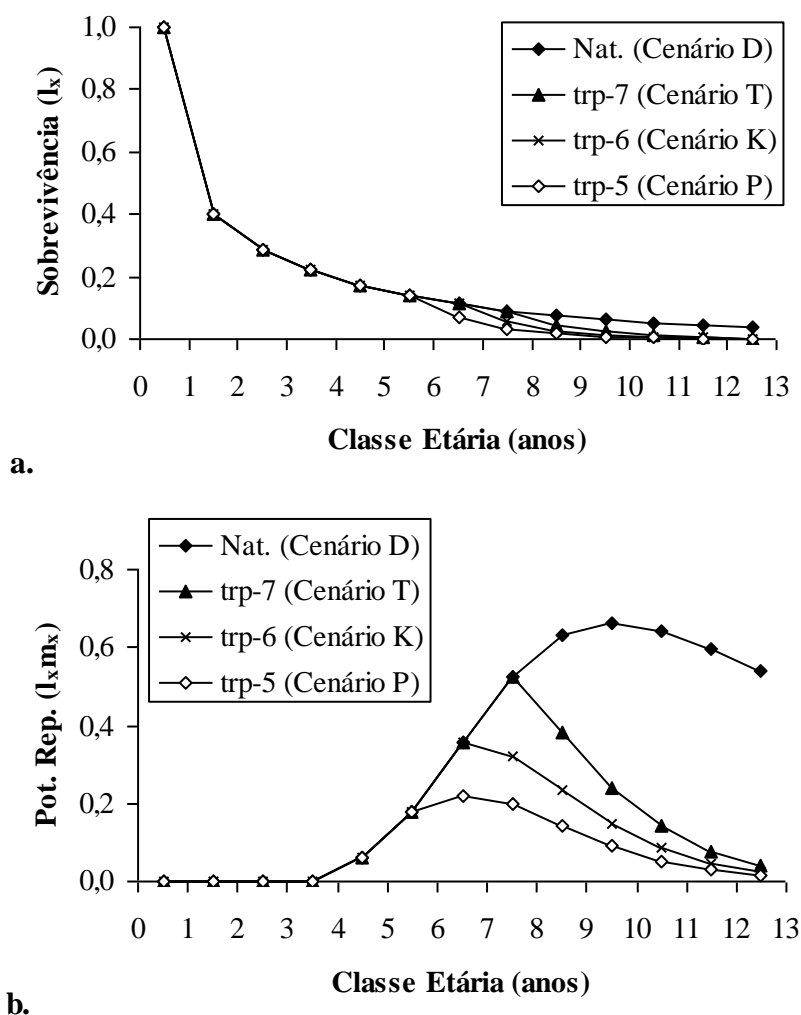 1,0
0,8
0,6
0,4
0,2
0,0
Sobrevivência (lx)
Nat. (Cenário D)
trp-7 (Cenário T)
trp-6 (Cenário K)
trp-5 (Cenário P)
0 1 2 3 4 5 6 7 8 9 10 11 12 13
Classe Etária (anos)
a.
0,8
0,6
0,4
0,2
0,0
Pot. Rep. (lxmx)
Nat. (Cenário D)
trp-7 (Cenário T)
trp-6 (Cenário K)
trp-5 (Cenário P)
0 1 2 3 4 5 6 7 8 9 10 11 12 13
Classe Etária (anos)
b.